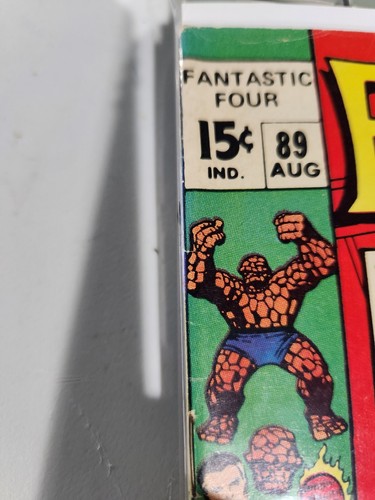 FANTASTIC
FOUR
15¢ 89
IND. AUG